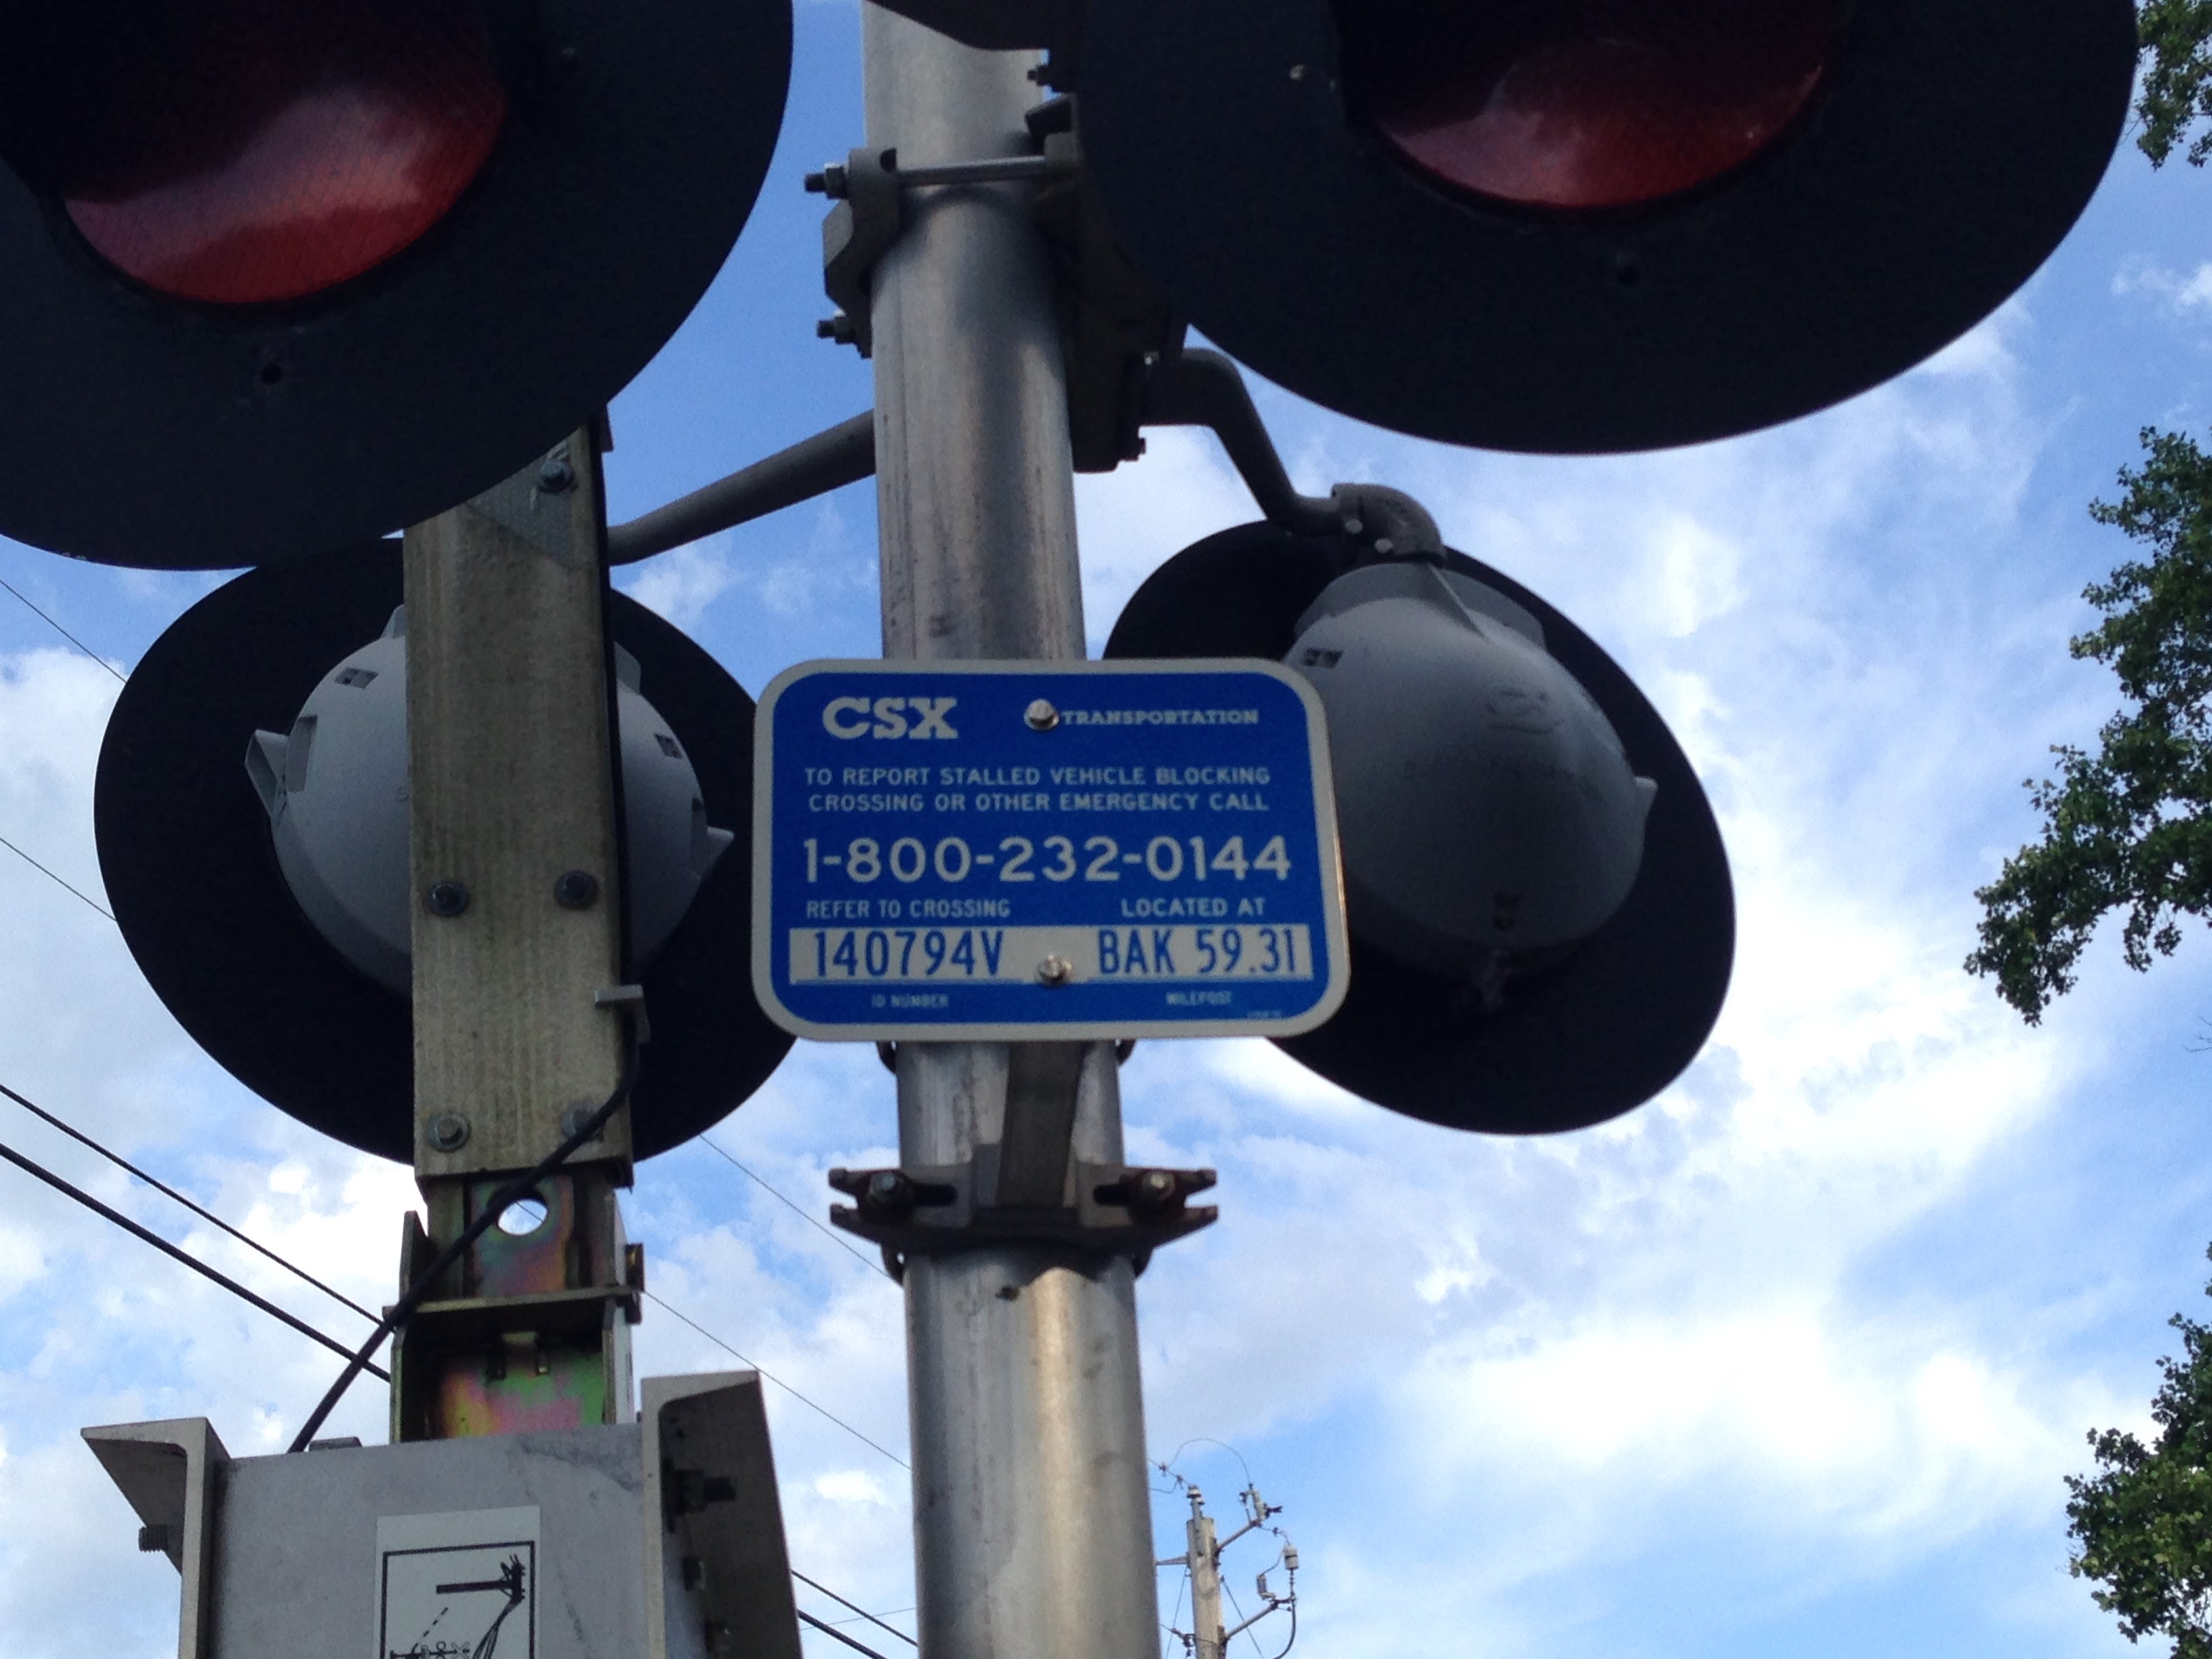 CSX TRANSPORTATION
TO REPORT STALLED VEHICLE BLOCKING
CROSSING OR OTHER EMERGENCY CALL
1-800-232-0144
REFER TO CROSSING LOCATED AT
140794V BAK 59.31
ID NUMBER MILEPOST